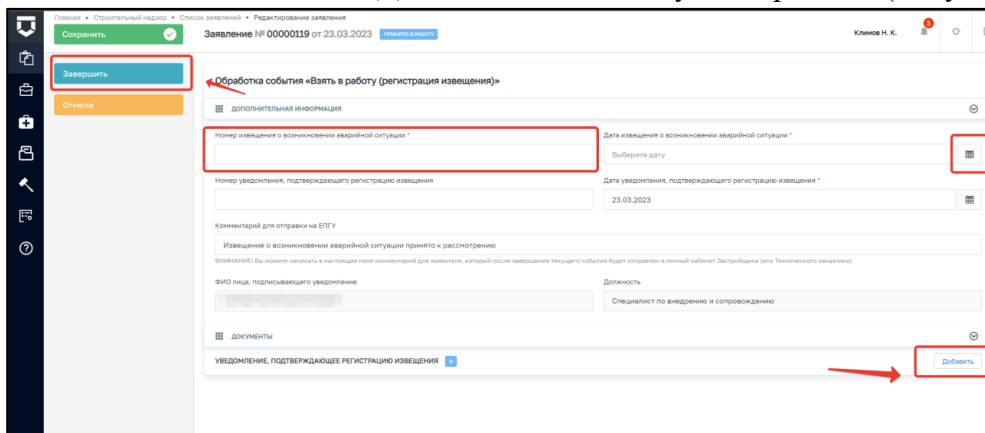 Главная ▸ Строительный надзор ▸ Список заявлений ▸ Редактирование заявления
Сохранить
Заявление № 00000119 от 23.03.2023 ПРИНЯТО В РАБОТУ
Климов Н. К.
3
Завершить
Отмена
Обработка события «Взять в работу (регистрация извещения)»
ДОПОЛНИТЕЛЬНАЯ ИНФОРМАЦИЯ
Номер извещения о возникновении аварийной ситуации *
Дата извещения о возникновении аварийной ситуации *
Выберите дату
Номер уведомления, подтверждающего регистрацию извещения
Дата уведомления, подтверждающего регистрацию извещения *
23.03.2023
Комментарий для отправки на ЕПГУ
Извещение о возникновении аварийной ситуации принято к рассмотрению
ВНИМАНИЕ! Вы можете написать в настоящее поле комментарий для заявителя, который после завершения текущего события будет отправлен в личный кабинет Застройщика (или Технического заказчика).
ФИО лица, подписывающего уведомление
Должность
Специалист по внедрению и сопровождению
ДОКУМЕНТЫ
УВЕДОМЛЕНИЕ, ПОДТВЕРЖДАЮЩЕЕ РЕГИСТРАЦИЮ ИЗВЕЩЕНИЯ 0
Добавить